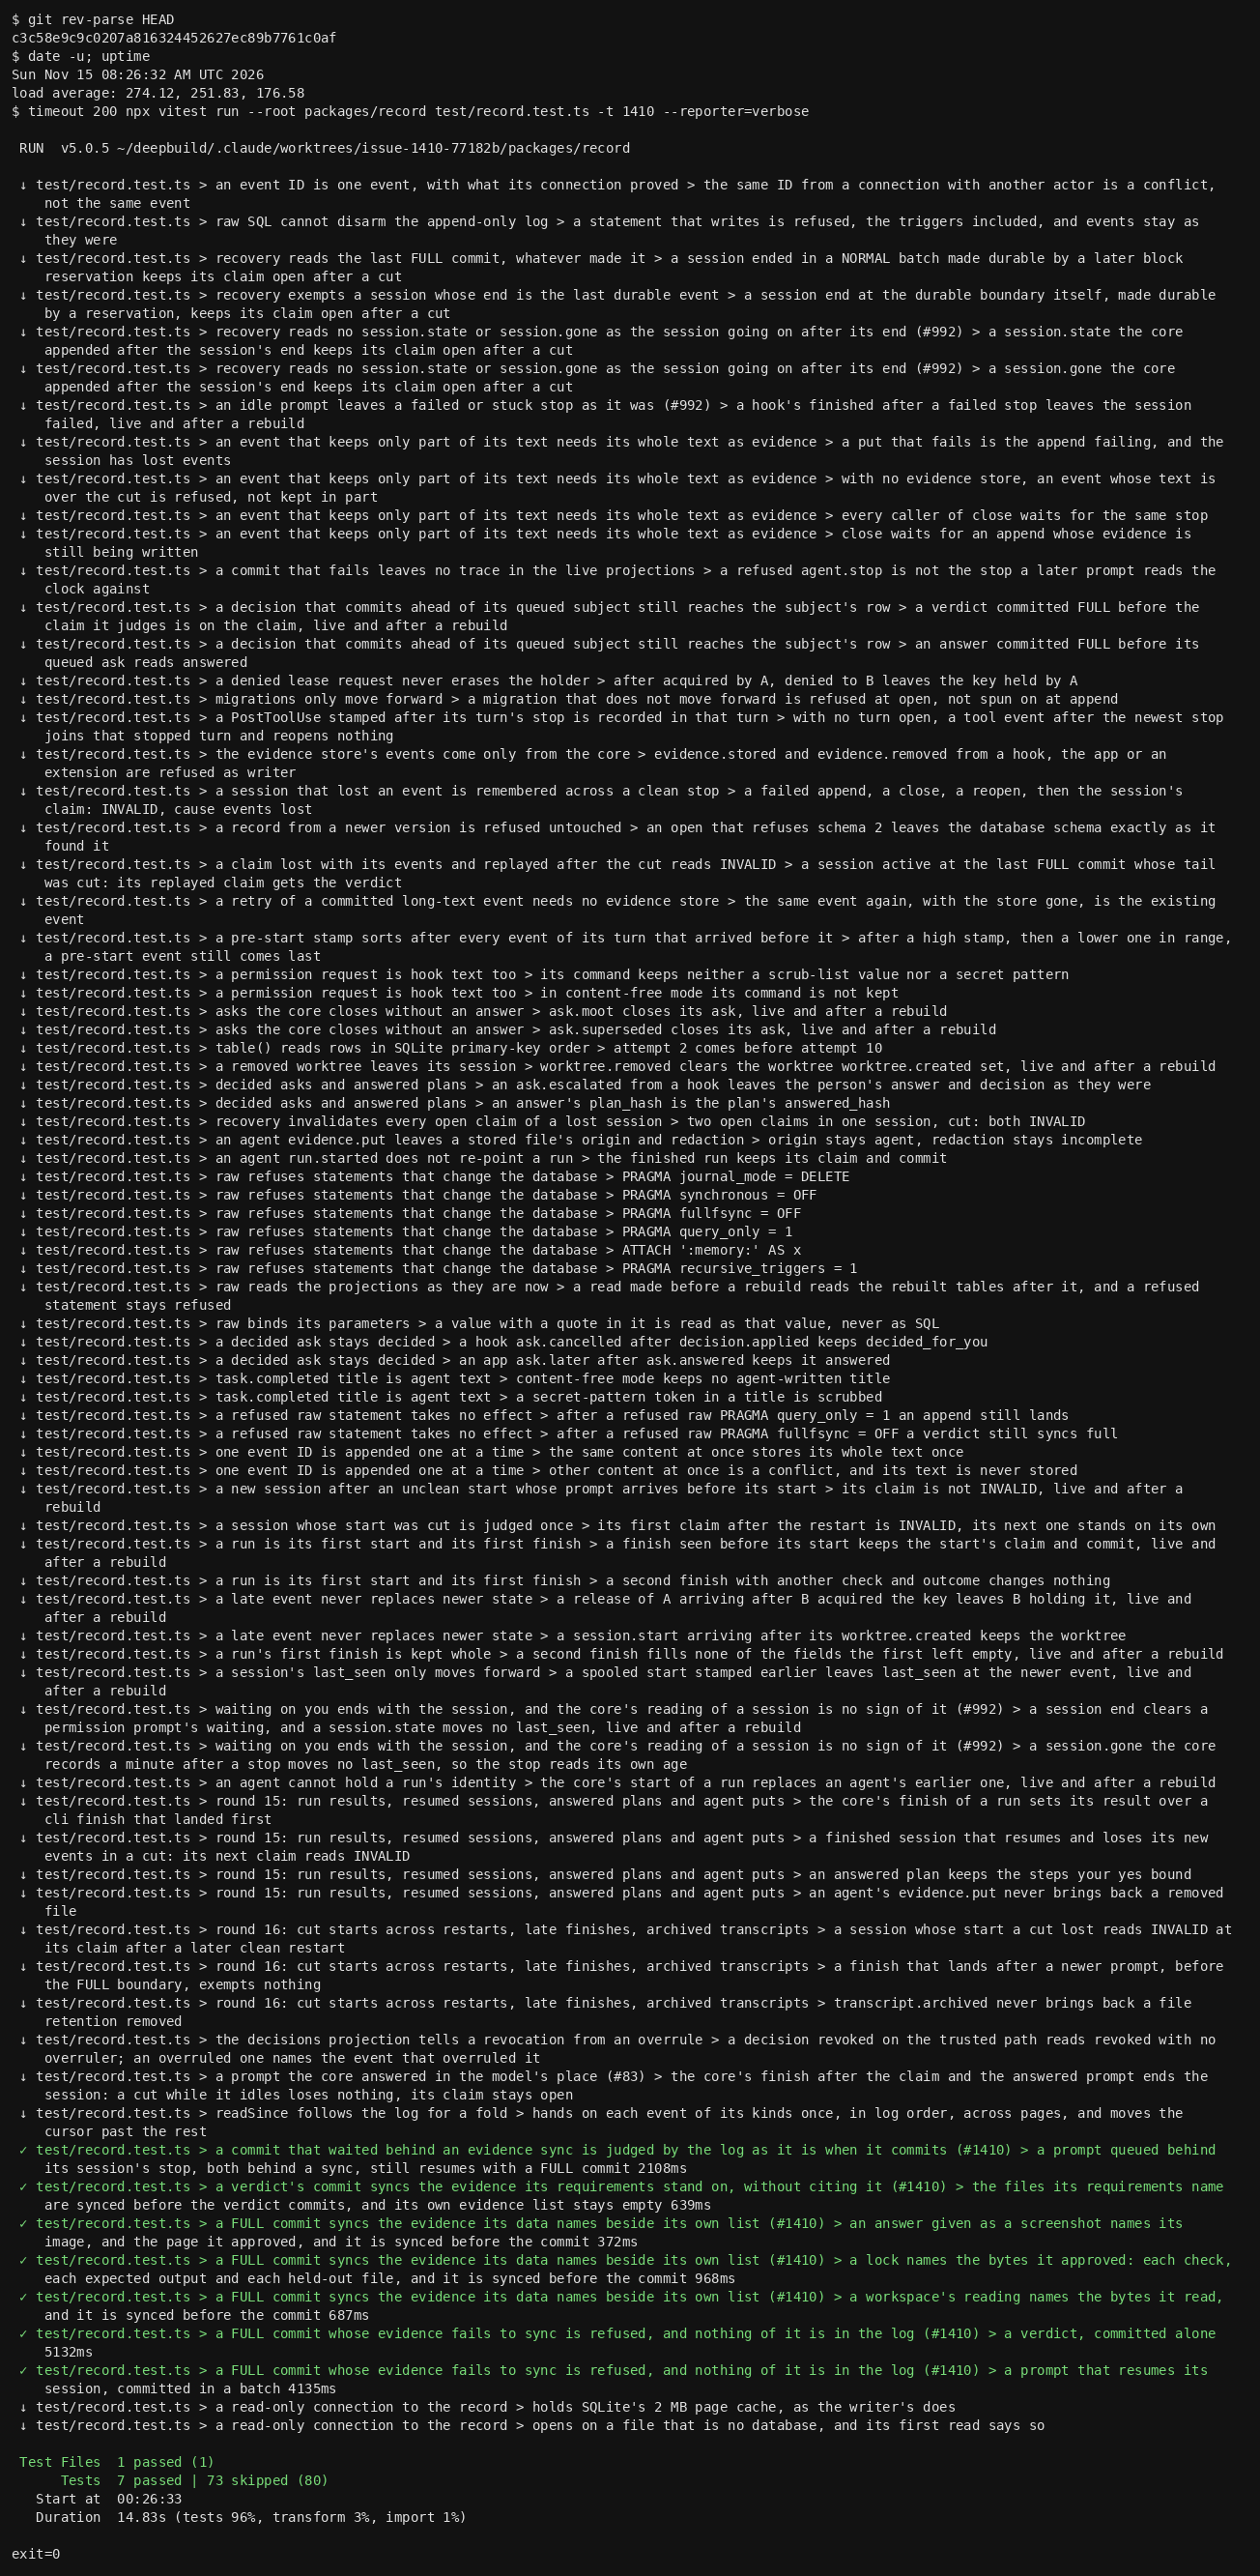 $ git rev-parse HEAD
c3c58e9c9c0207a816324452627ec89b7761c0af
$ date -u; uptime
Sun Nov 15 08:26:32 AM UTC 2026
load average: 274.12, 251.83, 176.58
$ timeout 200 npx vitest run --root packages/record test/record.test.ts -t 1410 --reporter=verbose
RUN  v5.0.5 ~/deepbuild/.claude/worktrees/issue-1410-77182b/packages/record
↓ test/record.test.ts > an event ID is one event, with what its connection proved > the same ID from a connection with another actor is a conflict,
not the same event
↓ test/record.test.ts > raw SQL cannot disarm the append-only log > a statement that writes is refused, the triggers included, and events stay as
they were
↓ test/record.test.ts > recovery reads the last FULL commit, whatever made it > a session ended in a NORMAL batch made durable by a later block
reservation keeps its claim open after a cut
↓ test/record.test.ts > recovery exempts a session whose end is the last durable event > a session end at the durable boundary itself, made durable
by a reservation, keeps its claim open after a cut
↓ test/record.test.ts > recovery reads no session.state or session.gone as the session going on after its end (#992) > a session.state the core
appended after the session's end keeps its claim open after a cut
↓ test/record.test.ts > recovery reads no session.state or session.gone as the session going on after its end (#992) > a session.gone the core
appended after the session's end keeps its claim open after a cut
↓ test/record.test.ts > an idle prompt leaves a failed or stuck stop as it was (#992) > a hook's finished after a failed stop leaves the session
failed, live and after a rebuild
↓ test/record.test.ts > an event that keeps only part of its text needs its whole text as evidence > a put that fails is the append failing, and the
session has lost events
↓ test/record.test.ts > an event that keeps only part of its text needs its whole text as evidence > with no evidence store, an event whose text is
over the cut is refused, not kept in part
↓ test/record.test.ts > an event that keeps only part of its text needs its whole text as evidence > every caller of close waits for the same stop
↓ test/record.test.ts > an event that keeps only part of its text needs its whole text as evidence > close waits for an append whose evidence is
still being written
↓ test/record.test.ts > a commit that fails leaves no trace in the live projections > a refused agent.stop is not the stop a later prompt reads the
clock against
↓ test/record.test.ts > a decision that commits ahead of its queued subject still reaches the subject's row > a verdict committed FULL before the
claim it judges is on the claim, live and after a rebuild
↓ test/record.test.ts > a decision that commits ahead of its queued subject still reaches the subject's row > an answer committed FULL before its
queued ask reads answered
↓ test/record.test.ts > a denied lease request never erases the holder > after acquired by A, denied to B leaves the key held by A
↓ test/record.test.ts > migrations only move forward > a migration that does not move forward is refused at open, not spun on at append
↓ test/record.test.ts > a PostToolUse stamped after its turn's stop is recorded in that turn > with no turn open, a tool event after the newest stop
joins that stopped turn and reopens nothing
↓ test/record.test.ts > the evidence store's events come only from the core > evidence.stored and evidence.removed from a hook, the app or an
extension are refused as writer
↓ test/record.test.ts > a session that lost an event is remembered across a clean stop > a failed append, a close, a reopen, then the session's
claim: INVALID, cause events lost
↓ test/record.test.ts > a record from a newer version is refused untouched > an open that refuses schema 2 leaves the database schema exactly as it
found it
↓ test/record.test.ts > a claim lost with its events and replayed after the cut reads INVALID > a session active at the last FULL commit whose tail
was cut: its replayed claim gets the verdict
↓ test/record.test.ts > a retry of a committed long-text event needs no evidence store > the same event again, with the store gone, is the existing
event
↓ test/record.test.ts > a pre-start stamp sorts after every event of its turn that arrived before it > after a high stamp, then a lower one in range,
a pre-start event still comes last
↓ test/record.test.ts > a permission request is hook text too > its command keeps neither a scrub-list value nor a secret pattern
↓ test/record.test.ts > a permission request is hook text too > in content-free mode its command is not kept
↓ test/record.test.ts > asks the core closes without an answer > ask.moot closes its ask, live and after a rebuild
↓ test/record.test.ts > asks the core closes without an answer > ask.superseded closes its ask, live and after a rebuild
↓ test/record.test.ts > table() reads rows in SQLite primary-key order > attempt 2 comes before attempt 10
↓ test/record.test.ts > a removed worktree leaves its session > worktree.removed clears the worktree worktree.created set, live and after a rebuild
↓ test/record.test.ts > decided asks and answered plans > an ask.escalated from a hook leaves the person's answer and decision as they were
↓ test/record.test.ts > decided asks and answered plans > an answer's plan_hash is the plan's answered_hash
↓ test/record.test.ts > recovery invalidates every open claim of a lost session > two open claims in one session, cut: both INVALID
↓ test/record.test.ts > an agent evidence.put leaves a stored file's origin and redaction > origin stays agent, redaction stays incomplete
↓ test/record.test.ts > an agent run.started does not re-point a run > the finished run keeps its claim and commit
↓ test/record.test.ts > raw refuses statements that change the database > PRAGMA journal_mode = DELETE
↓ test/record.test.ts > raw refuses statements that change the database > PRAGMA synchronous = OFF
↓ test/record.test.ts > raw refuses statements that change the database > PRAGMA fullfsync = OFF
↓ test/record.test.ts > raw refuses statements that change the database > PRAGMA query_only = 1
↓ test/record.test.ts > raw refuses statements that change the database > ATTACH ':memory:' AS x
↓ test/record.test.ts > raw refuses statements that change the database > PRAGMA recursive_triggers = 1
↓ test/record.test.ts > raw reads the projections as they are now > a read made before a rebuild reads the rebuilt tables after it, and a refused
statement stays refused
↓ test/record.test.ts > raw binds its parameters > a value with a quote in it is read as that value, never as SQL
↓ test/record.test.ts > a decided ask stays decided > a hook ask.cancelled after decision.applied keeps decided_for_you
↓ test/record.test.ts > a decided ask stays decided > an app ask.later after ask.answered keeps it answered
↓ test/record.test.ts > task.completed title is agent text > content-free mode keeps no agent-written title
↓ test/record.test.ts > task.completed title is agent text > a secret-pattern token in a title is scrubbed
↓ test/record.test.ts > a refused raw statement takes no effect > after a refused raw PRAGMA query_only = 1 an append still lands
↓ test/record.test.ts > a refused raw statement takes no effect > after a refused raw PRAGMA fullfsync = OFF a verdict still syncs full
↓ test/record.test.ts > one event ID is appended one at a time > the same content at once stores its whole text once
↓ test/record.test.ts > one event ID is appended one at a time > other content at once is a conflict, and its text is never stored
↓ test/record.test.ts > a new session after an unclean start whose prompt arrives before its start > its claim is not INVALID, live and after a
rebuild
↓ test/record.test.ts > a session whose start was cut is judged once > its first claim after the restart is INVALID, its next one stands on its own
↓ test/record.test.ts > a run is its first start and its first finish > a finish seen before its start keeps the start's claim and commit, live and
after a rebuild
↓ test/record.test.ts > a run is its first start and its first finish > a second finish with another check and outcome changes nothing
↓ test/record.test.ts > a late event never replaces newer state > a release of A arriving after B acquired the key leaves B holding it, live and
after a rebuild
↓ test/record.test.ts > a late event never replaces newer state > a session.start arriving after its worktree.created keeps the worktree
↓ test/record.test.ts > a run's first finish is kept whole > a second finish fills none of the fields the first left empty, live and after a rebuild
↓ test/record.test.ts > a session's last_seen only moves forward > a spooled start stamped earlier leaves last_seen at the newer event, live and
after a rebuild
↓ test/record.test.ts > waiting on you ends with the session, and the core's reading of a session is no sign of it (#992) > a session end clears a
permission prompt's waiting, and a session.state moves no last_seen, live and after a rebuild
↓ test/record.test.ts > waiting on you ends with the session, and the core's reading of a session is no sign of it (#992) > a session.gone the core
records a minute after a stop moves no last_seen, so the stop reads its own age
↓ test/record.test.ts > an agent cannot hold a run's identity > the core's start of a run replaces an agent's earlier one, live and after a rebuild
↓ test/record.test.ts > round 15: run results, resumed sessions, answered plans and agent puts > the core's finish of a run sets its result over a
cli finish that landed first
↓ test/record.test.ts > round 15: run results, resumed sessions, answered plans and agent puts > a finished session that resumes and loses its new
events in a cut: its next claim reads INVALID
↓ test/record.test.ts > round 15: run results, resumed sessions, answered plans and agent puts > an answered plan keeps the steps your yes bound
↓ test/record.test.ts > round 15: run results, resumed sessions, answered plans and agent puts > an agent's evidence.put never brings back a removed
file
↓ test/record.test.ts > round 16: cut starts across restarts, late finishes, archived transcripts > a session whose start a cut lost reads INVALID at
its claim after a later clean restart
↓ test/record.test.ts > round 16: cut starts across restarts, late finishes, archived transcripts > a finish that lands after a newer prompt, before
the FULL boundary, exempts nothing
↓ test/record.test.ts > round 16: cut starts across restarts, late finishes, archived transcripts > transcript.archived never brings back a file
retention removed
↓ test/record.test.ts > the decisions projection tells a revocation from an overrule > a decision revoked on the trusted path reads revoked with no
overruler; an overruled one names the event that overruled it
↓ test/record.test.ts > a prompt the core answered in the model's place (#83) > the core's finish after the claim and the answered prompt ends the
session: a cut while it idles loses nothing, its claim stays open
↓ test/record.test.ts > readSince follows the log for a fold > hands on each event of its kinds once, in log order, across pages, and moves the
cursor past the rest
✓ test/record.test.ts > a commit that waited behind an evidence sync is judged by the log as it is when it commits (#1410) > a prompt queued behind
its session's stop, both behind a sync, still resumes with a FULL commit 2108ms
✓ test/record.test.ts > a verdict's commit syncs the evidence its requirements stand on, without citing it (#1410) > the files its requirements name
are synced before the verdict commits, and its own evidence list stays empty 639ms
✓ test/record.test.ts > a FULL commit syncs the evidence its data names beside its own list (#1410) > an answer given as a screenshot names its
image, and the page it approved, and it is synced before the commit 372ms
✓ test/record.test.ts > a FULL commit syncs the evidence its data names beside its own list (#1410) > a lock names the bytes it approved: each check,
each expected output and each held-out file, and it is synced before the commit 968ms
✓ test/record.test.ts > a FULL commit syncs the evidence its data names beside its own list (#1410) > a workspace's reading names the bytes it read,
and it is synced before the commit 687ms
✓ test/record.test.ts > a FULL commit whose evidence fails to sync is refused, and nothing of it is in the log (#1410) > a verdict, committed alone
5132ms
✓ test/record.test.ts > a FULL commit whose evidence fails to sync is refused, and nothing of it is in the log (#1410) > a prompt that resumes its
session, committed in a batch 4135ms
↓ test/record.test.ts > a read-only connection to the record > holds SQLite's 2 MB page cache, as the writer's does
↓ test/record.test.ts > a read-only connection to the record > opens on a file that is no database, and its first read says so
Test Files  1 passed (1)
Tests  7 passed | 73 skipped (80)
Start at  00:26:33
Duration  14.83s (tests 96%, transform 3%, import 1%)
exit=0